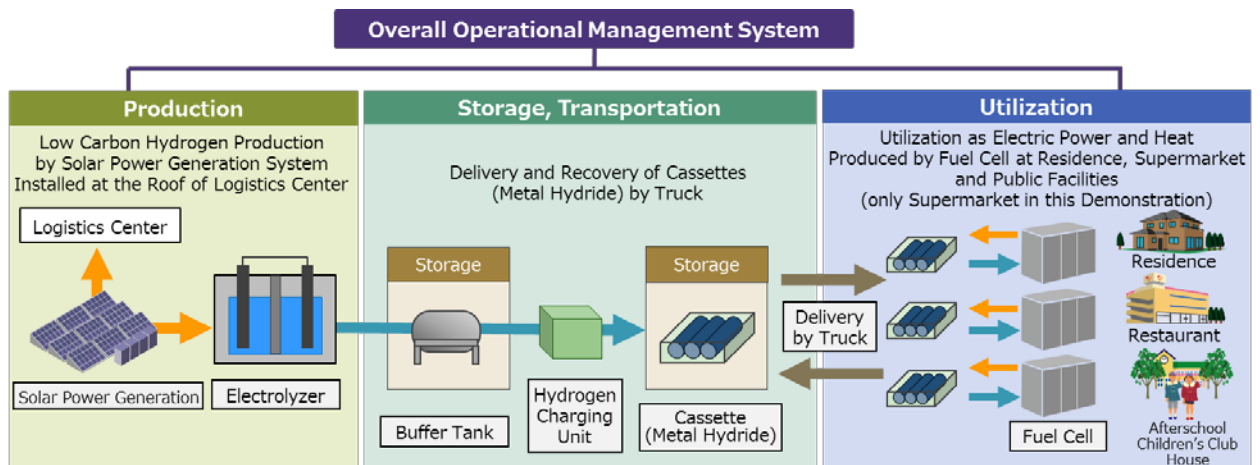 Overall Operational Management System
Production
Low Carbon Hydrogen Production
by Solar Power Generation System
Installed at the Roof of Logistics Center
Logistics Center
Solar Power Generation
Electrolyzer
Storage, Transportation
Delivery and Recovery of Cassettes
(Metal Hydride) by Truck
Storage
Buffer Tank
Hydrogen
Charging
Unit
Storage
Cassette
(Metal Hydride)
Delivery
by Truck
Utilization
Utilization as Electric Power and Heat
Produced by Fuel Cell at Residence, Supermarket
and Public Facilities
(only Supermarket in this Demonstration)
Residence
Restaurant
Fuel Cell
Afterschool
Children's Club
House